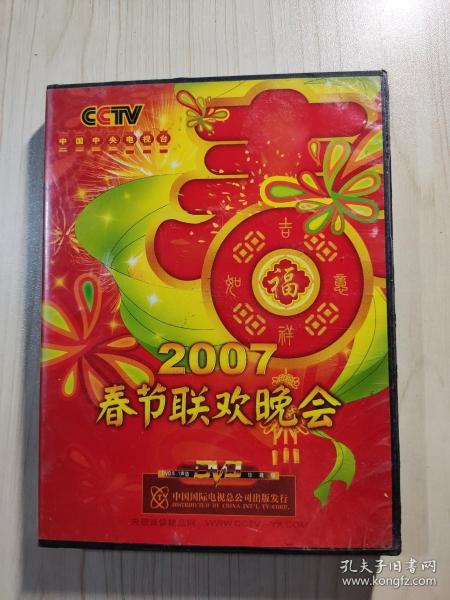 CCTV
中国中央电视台
吉
如 福 意
祥
2007
春节联欢晚会
DVD
中国国际电视总公司出版发行
DISTRIBUTED BY CHINA INT'L TV CORP.
孔夫子旧书网
www.kongfz.com